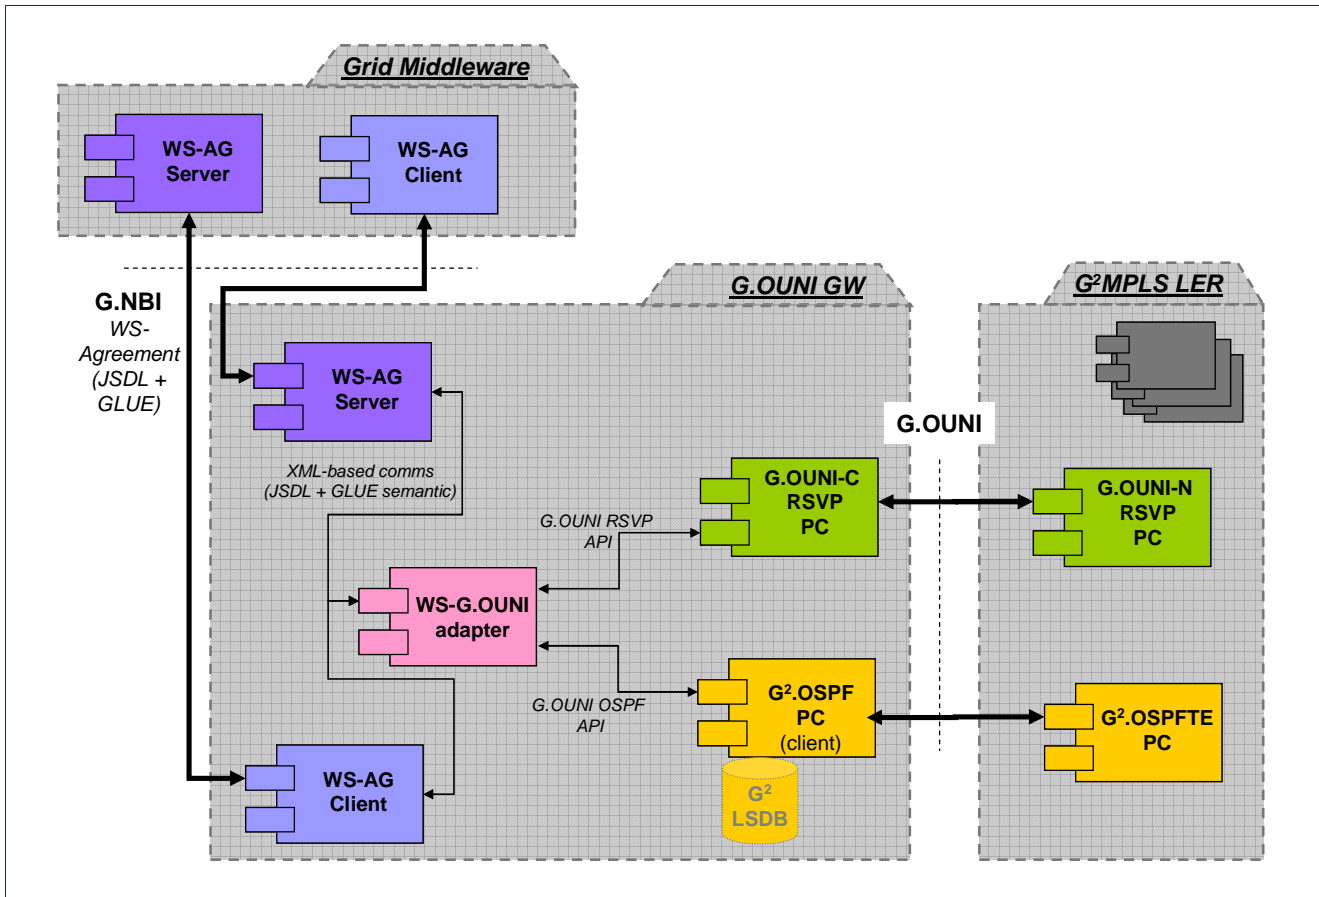 Grid Middleware
WS-AG
Server
WS-AG
Client
G.NBI
WS-
Agreement
(JSDL +
GLUE)
G.OUNI GW
G²MPLS LER
WS-AG
Server
XML-based comms
(JSDL + GLUE semantic)
G.OUNI
G.OUNI-C
RSVP
PC
G.OUNI-N
RSVP
PC
G.OUNI RSVP
API
WS-G.OUNI
adapter
G.OUNI OSPF
API
G².OSPF
PC
(client)
G².OSPFTE
PC
WS-AG
Client
G²
LSDB